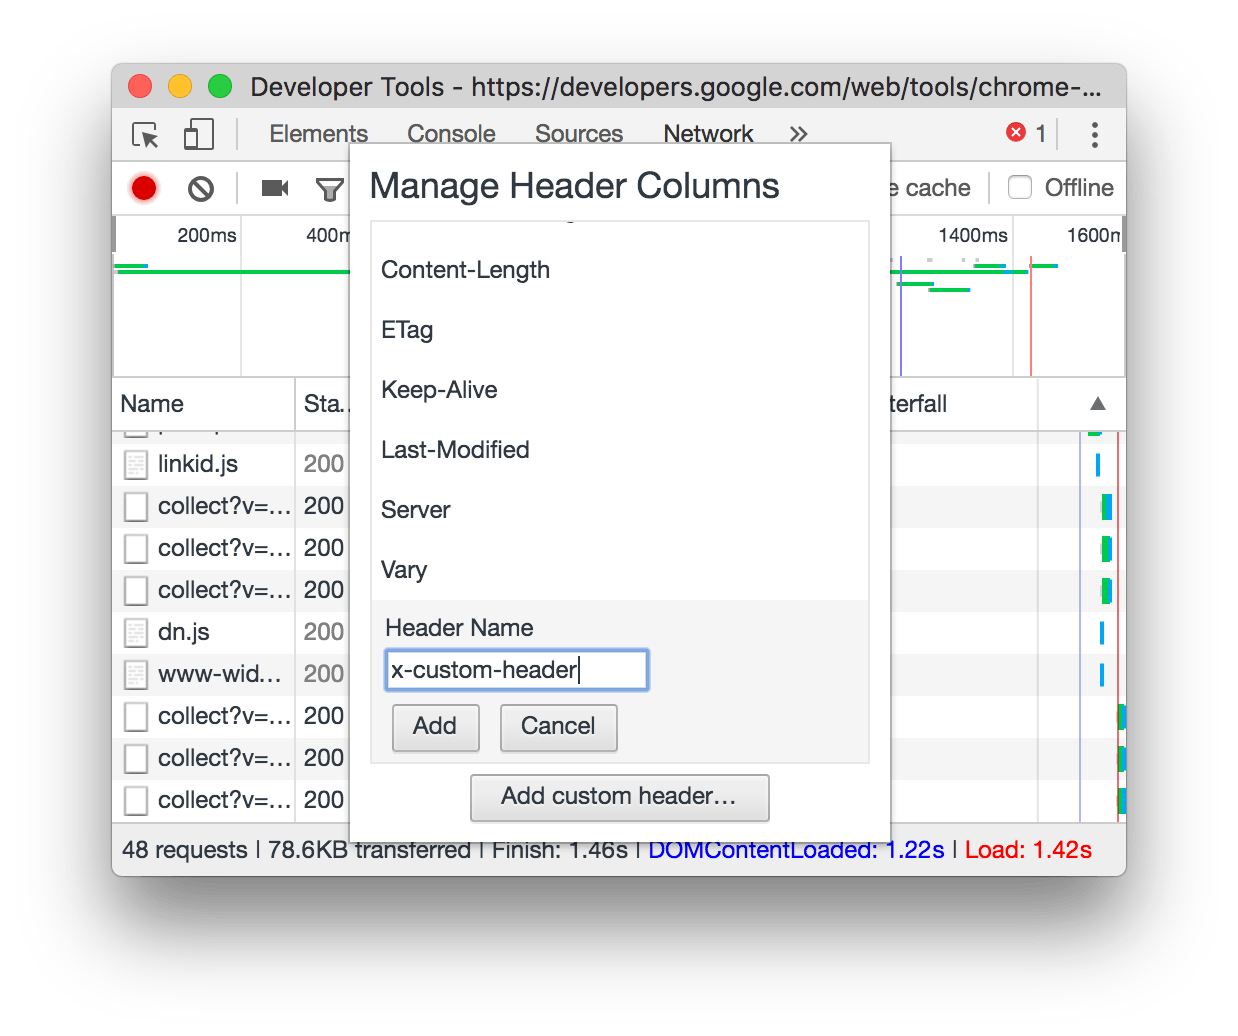 Developer Tools - https://developers.google.com/web/tools/chrome-...
Elements Console Sources Network » 1
e cache Offline
Manage Header Columns
200ms 400m 1400ms 1600m
Content-Length
ETag
Keep-Alive
Last-Modified
Server
Vary
Header Name
x-custom-header
Add Cancel
Add custom header...
Name Sta... terfall
linkid.js 200
collect?v=... 200
collect?v=... 200
collect?v=... 200
dn.js 200
www-wid... 200
collect?v=... 200
collect?v=... 200
collect?v=... 200
48 requests | 78.6KB transferred | Finish: 1.46s | DOMContentLoaded: 1.22s | Load: 1.42s